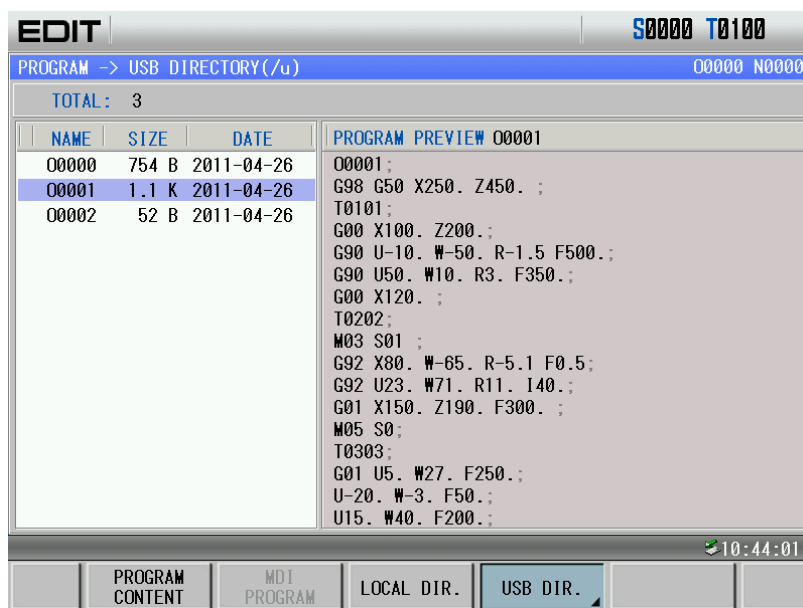 EDIT
S0000 T0100
PROGRAM -> USB DIRECTORY(/u)
O0000 N0000
TOTAL: 3
NAME SIZE DATE
O0000 754 B 2011-04-26
O0001 1.1 K 2011-04-26
O0002 52 B 2011-04-26
PROGRAM PREVIEW O0001
O0001;
G98 G50 X250. Z450. ;
T0101;
G00 X100. Z200.;
G90 U-10. W-50. R-1.5 F500.;
G90 U50. W10. R3. F350.;
G00 X120. ;
T0202;
M03 S01 ;
G92 X80. W-65. R-5.1 F0.5;
G92 U23. W71. R11. I40.;
G01 X150. Z190. F300. ;
M05 S0;
T0303;
G01 U5. W27. F250.;
U-20. W-3. F50.;
U15. W40. F200.;
10:44:01
PROGRAM CONTENT
MDI PROGRAM
LOCAL DIR.
USB DIR.